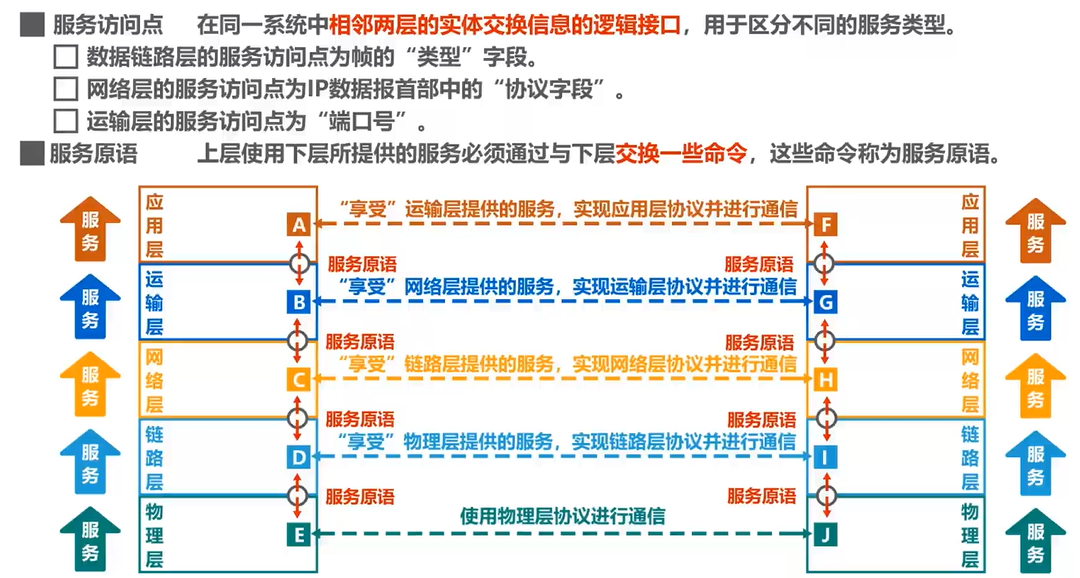 服务访问点 在同一系统中相邻两层的实体交换信息的逻辑接口，用于区分不同的服务类型。
数据链路层的服务访问点为帧的“类型”字段。
网络层的服务访问点为IP数据报首部中的“协议字段”。
运输层的服务访问点为“端口号”。
服务原语 上层使用下层所提供的服务必须通过与下层交换一些命令，这些命令称为服务原语。
服务 应用层 A “享受”运输层提供的服务，实现应用层协议并进行通信 F 应用层 服务
服务原语 服务原语
服务 运输层 B “享受”网络层提供的服务，实现运输层协议并进行通信 G 运输层 服务
服务原语 服务原语
服务 网络层 C “享受”链路层提供的服务，实现网络层协议并进行通信 H 网络层 服务
服务原语 服务原语
服务 链路层 D “享受”物理层提供的服务，实现链路层协议并进行通信 I 链路层 服务
服务原语 服务原语
服务 物理层 E 使用物理层协议进行通信 J 物理层 服务